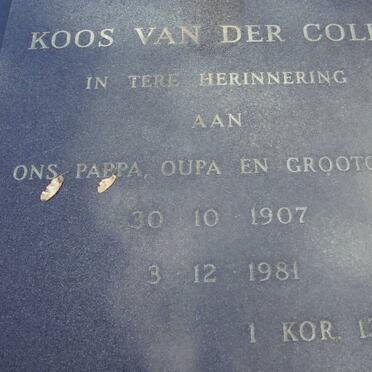 KOOS VAN DER COL
IN TERE HERINNERING
AAN
ONS PAPPA, OUPA EN GROOTO
30 10 1907
3 12 1981
1 KOR. 13